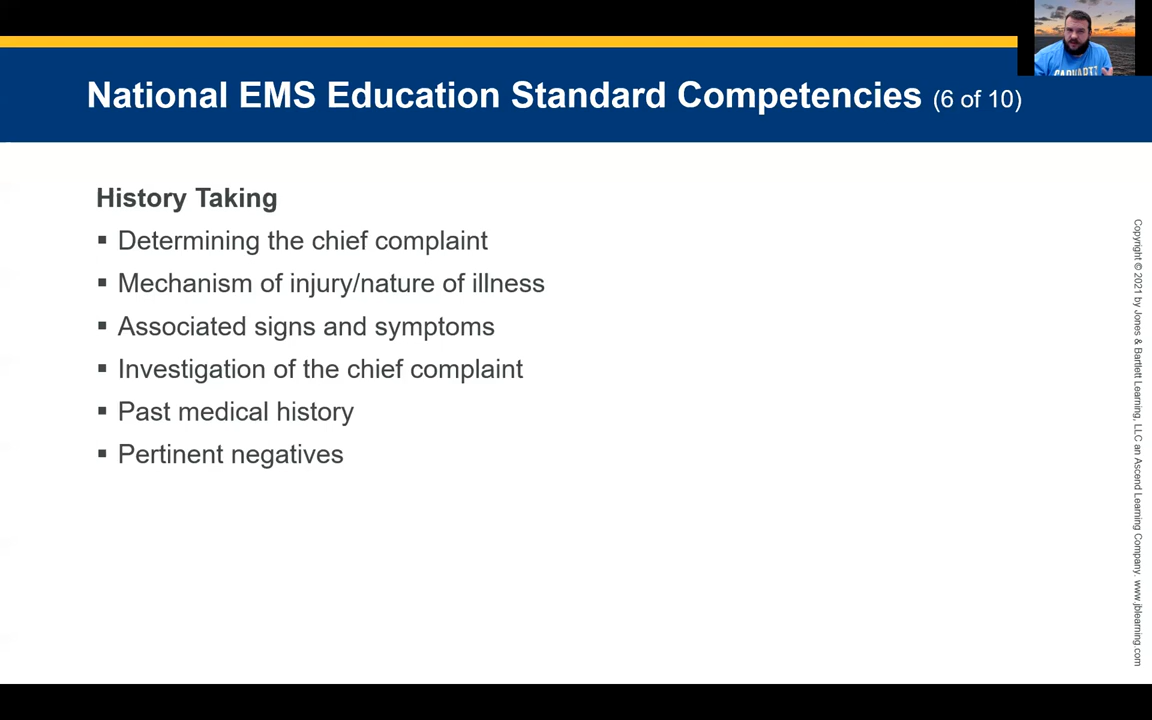 National EMS Education Standard Competencies (6 of 10)
CARHARTT
History Taking
▪ Determining the chief complaint
▪ Mechanism of injury/nature of illness
▪ Associated signs and symptoms
▪ Investigation of the chief complaint
▪ Past medical history
▪ Pertinent negatives
Copyright © 2021 by Jones & Bartlett Learning, LLC an Ascend Learning Company. www.jblearning.com